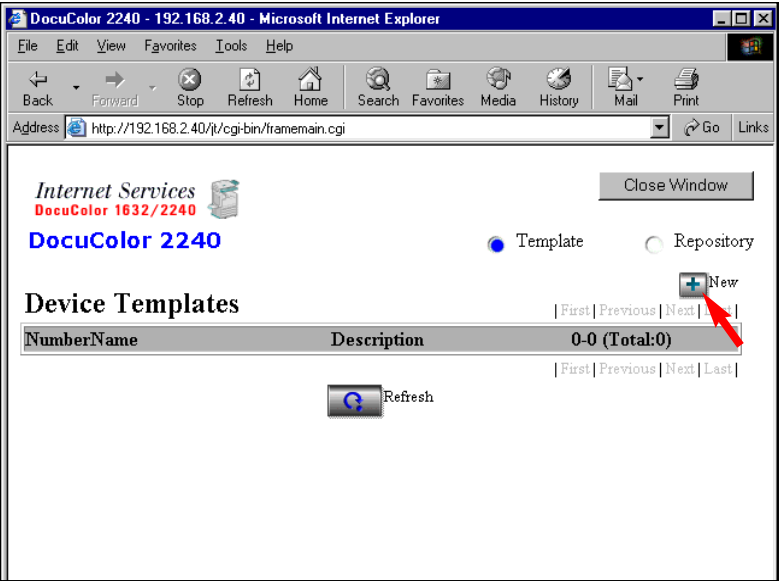 DocuColor 2240 - 192.168.2.40 - Microsoft Internet Explorer
File Edit View Favorites Tools Help
Back Forward Stop Refresh Home Search Favorites Media History Mail Print
Address http://192.168.2.40/jt/cgi-bin/framemain.cgi Go Links
Internet Services
DocuColor 1632/2240
Close Window
DocuColor 2240 Template Repository
New
Device Templates
|First|Previous|Next|Last|
NumberName Description 0-0 (Total:0)
|First|Previous|Next|Last|
Refresh